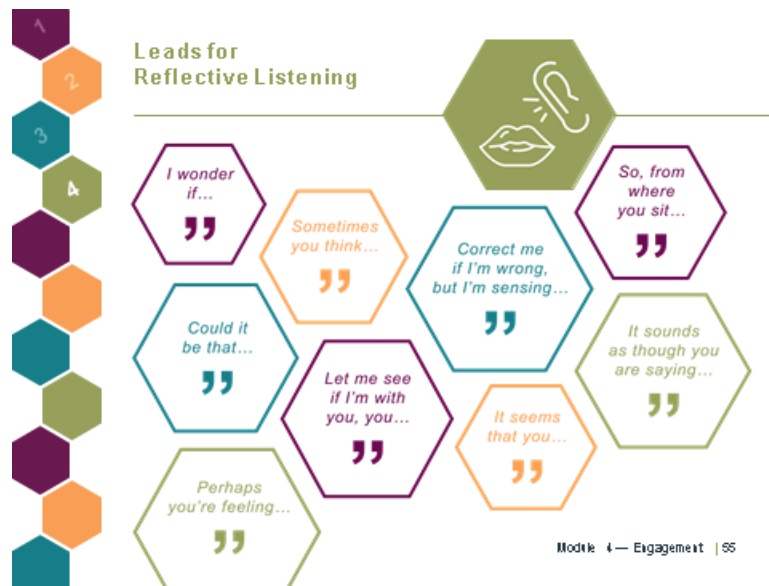 1
2
3
4
Leads for
Reflective Listening
I wonder
if…
”
Sometimes
you think…
”
Correct me
if I'm wrong,
but I'm sensing…
”
So, from
where
you sit…
”
Could it
be that…
”
Let me see
if I'm with
you, you…
”
It seems
that you…
”
It sounds
as though you
are saying…
”
Perhaps
you're feeling…
”
Module 4 — Engagement | 55